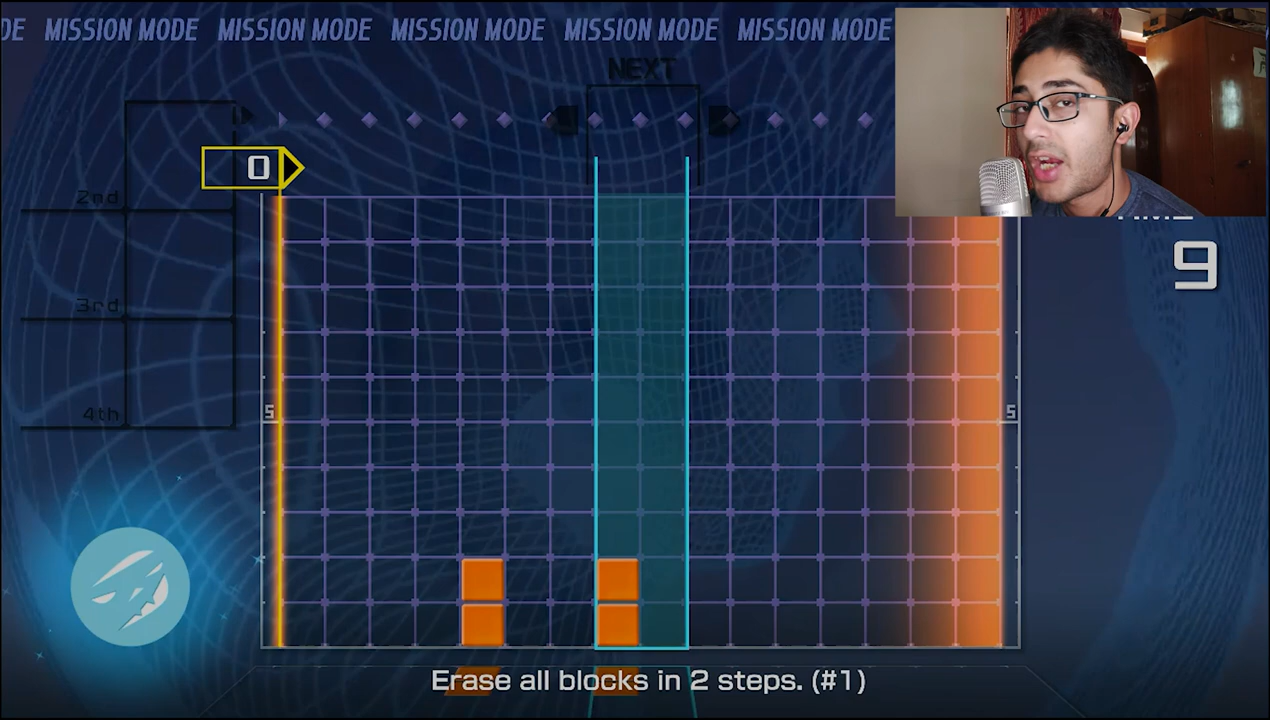 DE MISSION MODE MISSION MODE MISSION MODE MISSION MODE MISSION MODE
NEXT
0
2nd
9
3rd
5 5
4th
Erase all blocks in 2 steps. (#1)